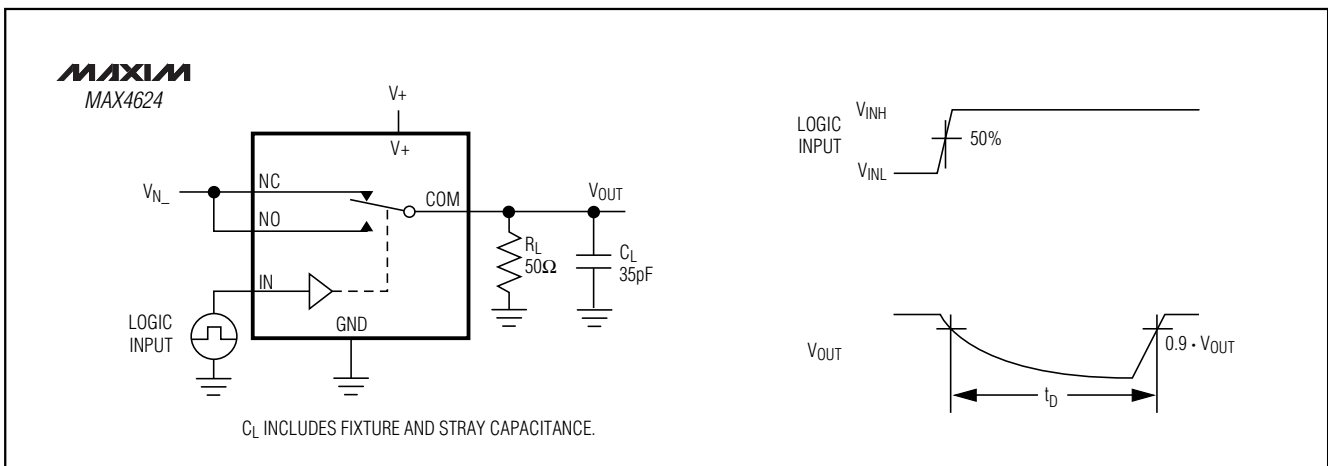 MAXIM
MAX4624
V+
V+
V_N_
NC
NO
COM
V_OUT
R_L
50Ω
C_L
35pF
IN
LOGIC
INPUT
GND
C_L INCLUDES FIXTURE AND STRAY CAPACITANCE.
LOGIC
INPUT
V_INH
50%
V_INL
V_OUT
0.9 · V_OUT
t_D